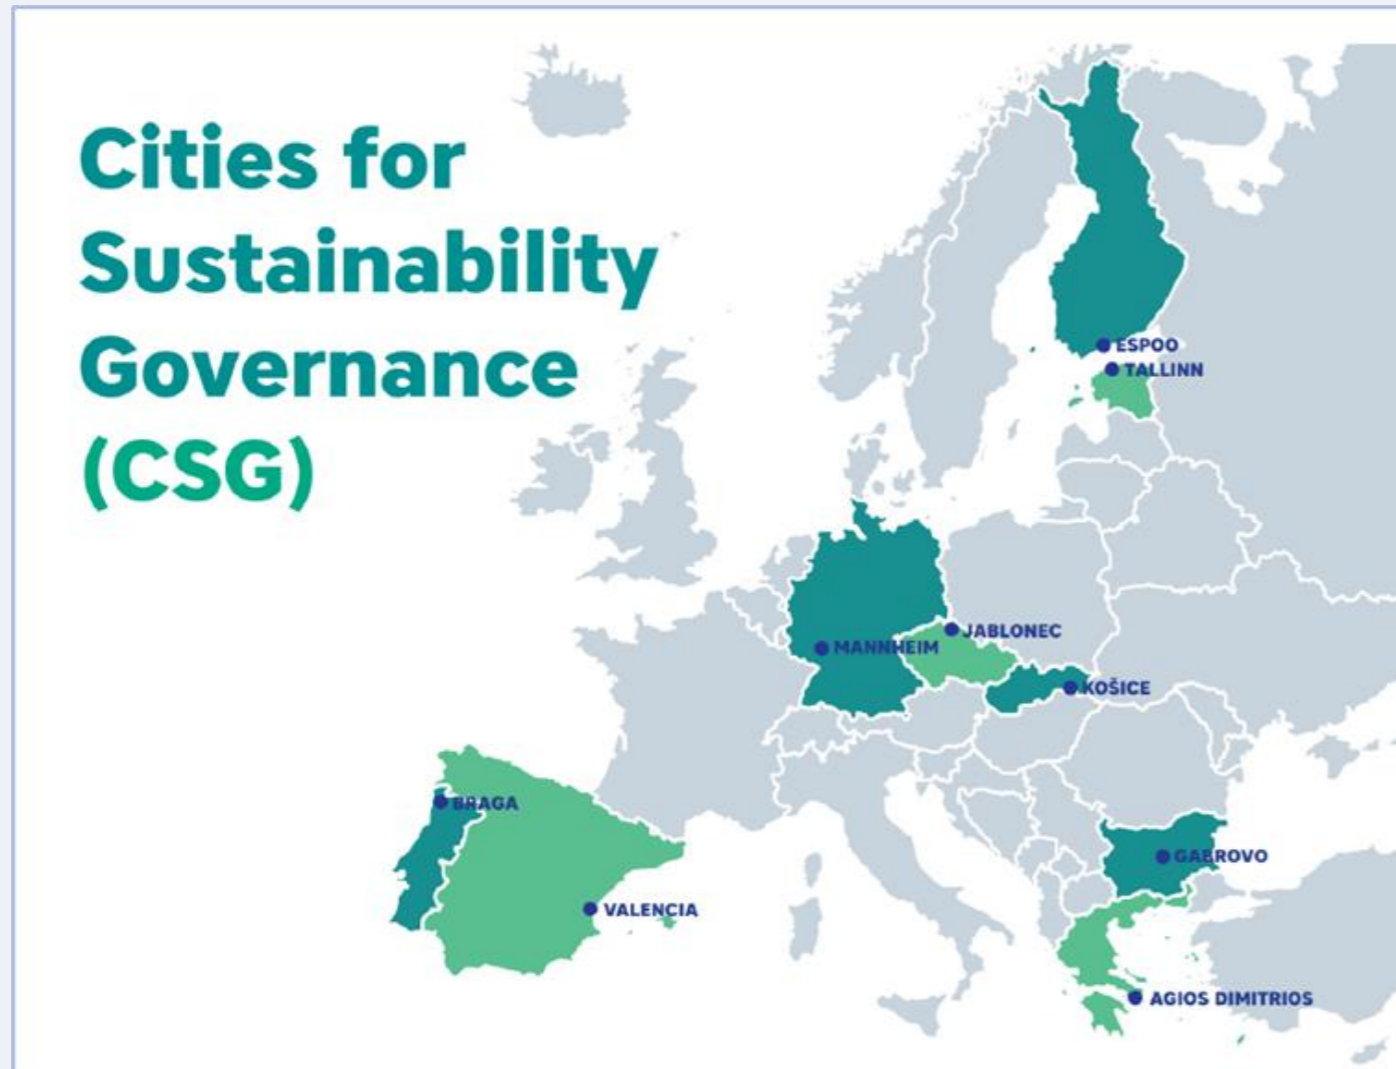 Cities for
Sustainability
Governance
(CSG)
ESPOO
TALLINN
JABLONEC
MANNHEIM
KOŠICE
BRAGA
GABROVO
VALENCIA
AGIOS DIMITRIOS